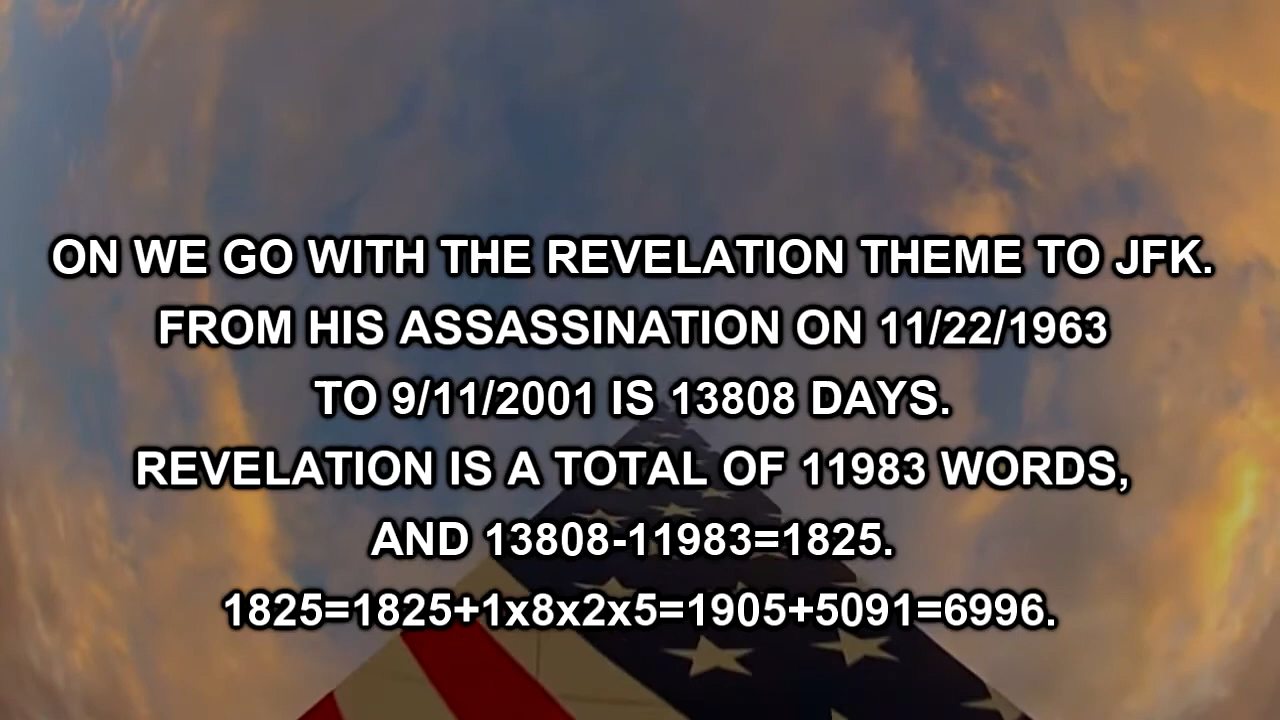 ON WE GO WITH THE REVELATION THEME TO JFK.
FROM HIS ASSASSINATION ON 11/22/1963
TO 9/11/2001 IS 13808 DAYS.
REVELATION IS A TOTAL OF 11983 WORDS,
AND 13808-11983=1825.
1825=1825+1x8x2x5=1905+5091=6996.